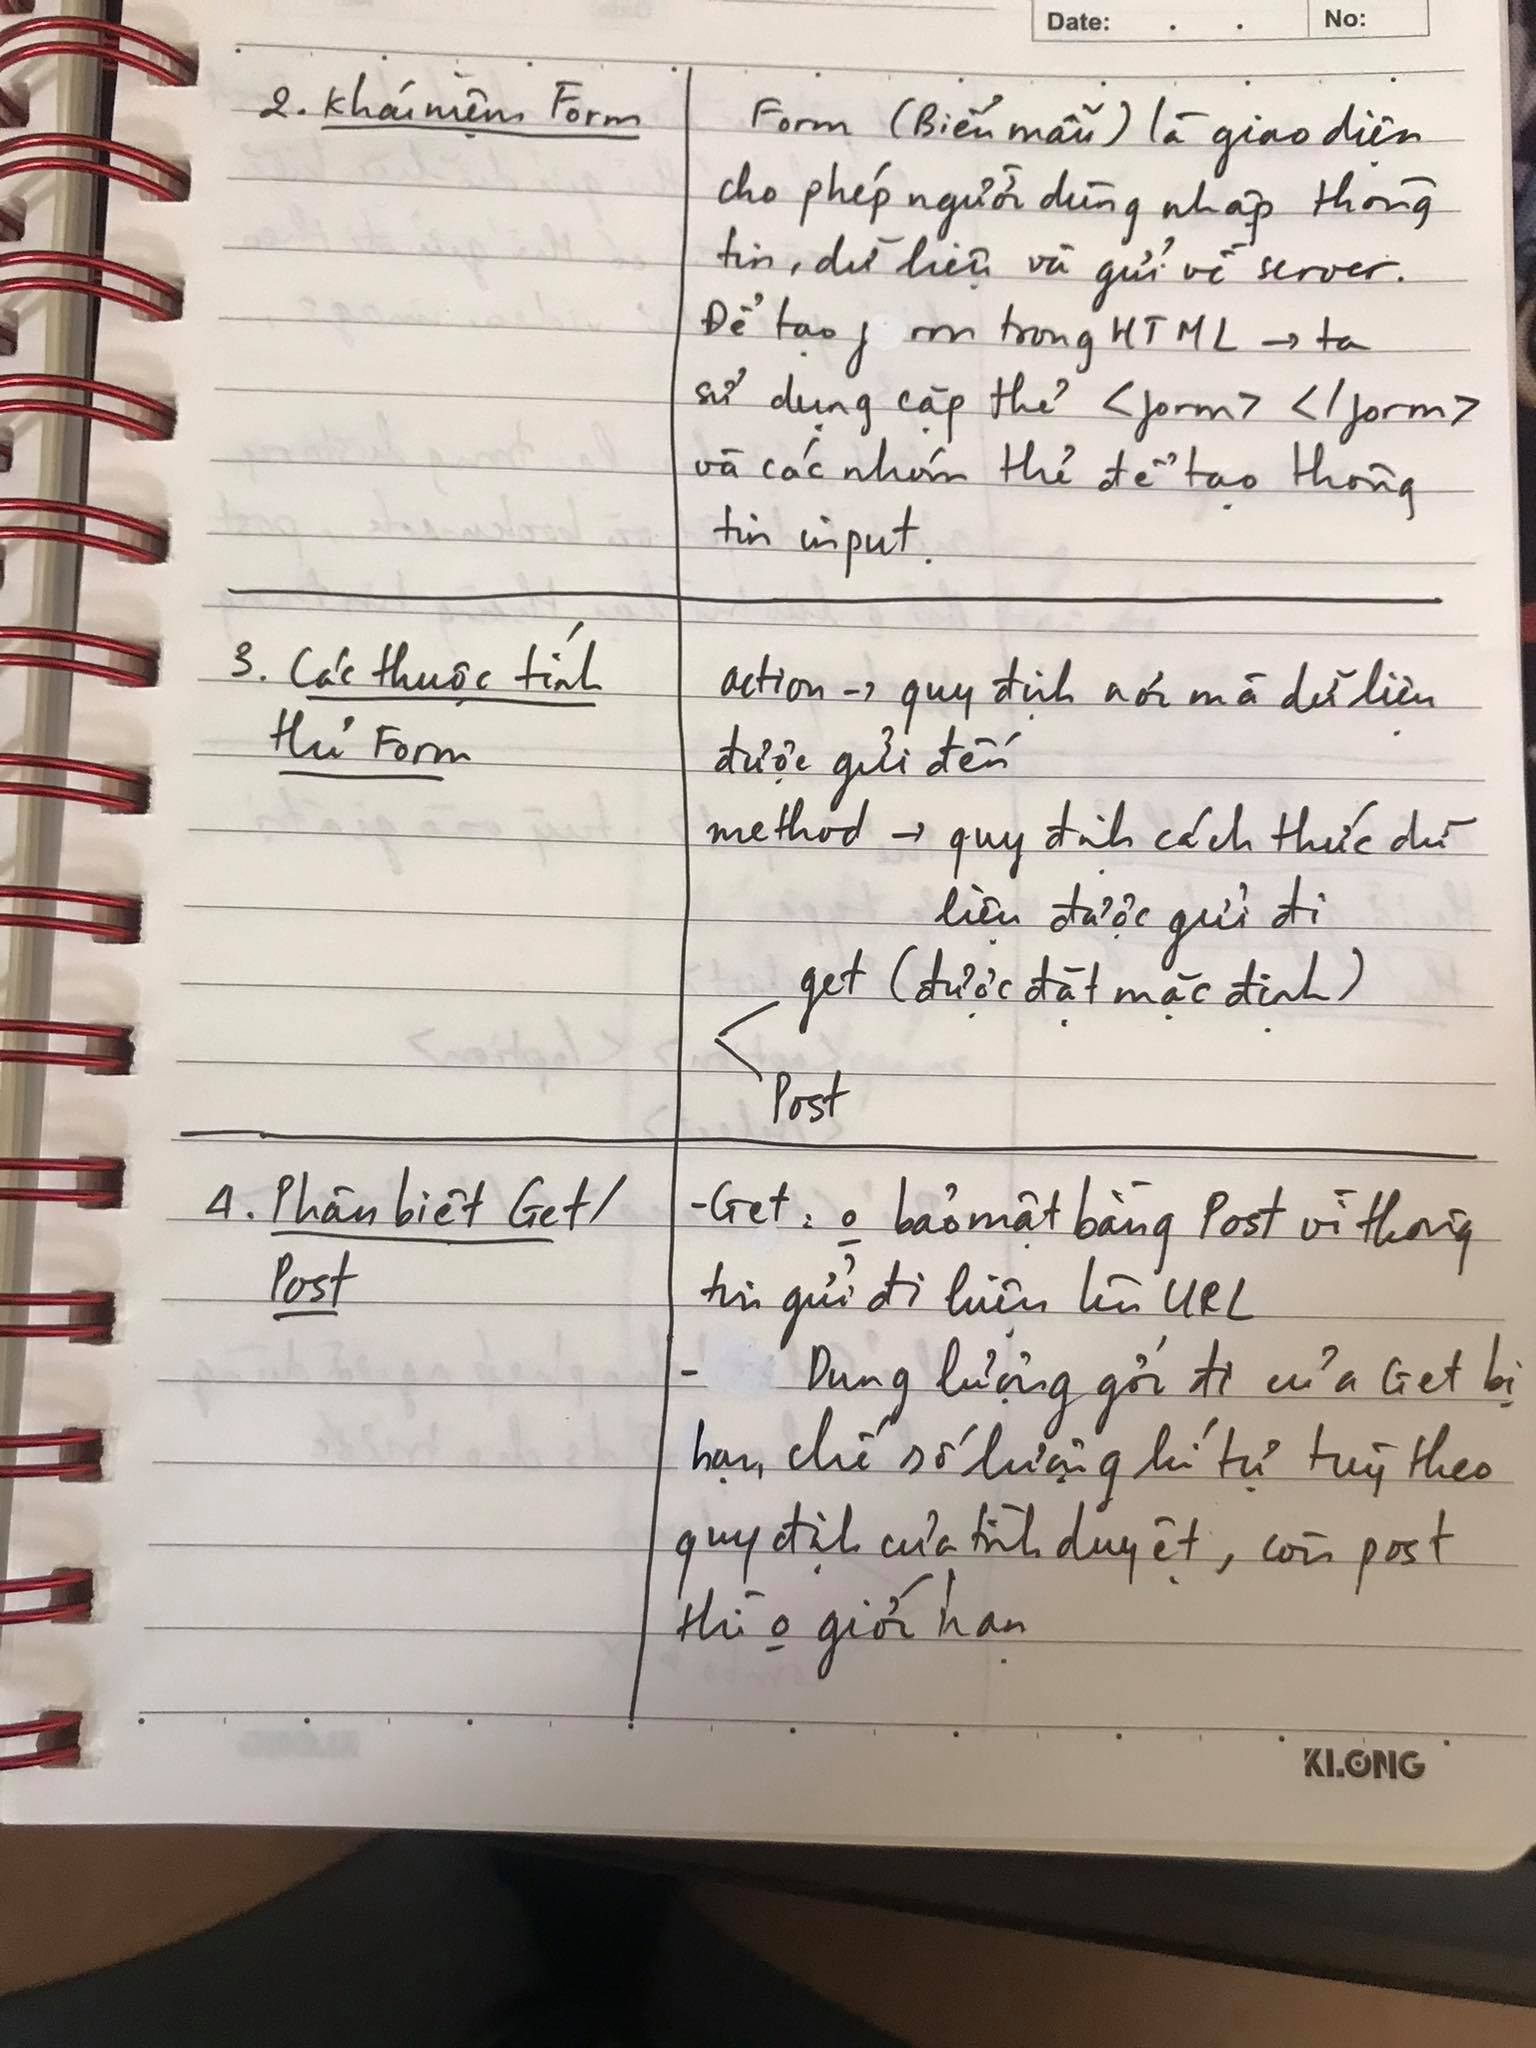 Date: . . No:
2. Khái niệm Form
Form (Biểu mẫu) là giao diện
cho phép người dùng nhập thông
tin, dữ liệu và gửi về server.
Để tạo form trong HTML → ta
sử dụng cặp thẻ <form> </form>
và các nhóm thẻ để tạo thông
tin input.
3. Các thuộc tính
thẻ Form
action → quy định nơi mà dữ liệu
được gửi đến
method → quy định cách thức dữ
liệu được gửi đi
get (được đặt mặc định)
Post
4. Phân biệt Get/
Post
- Get : o bảo mật bằng Post vì thông
tin gửi đi hiện lên URL
- Dung lượng gói đi của Get bị
hạn chế số lượng kí tự tuỳ theo
quy định của trình duyệt, còn post
thì o giới hạn
KLONG